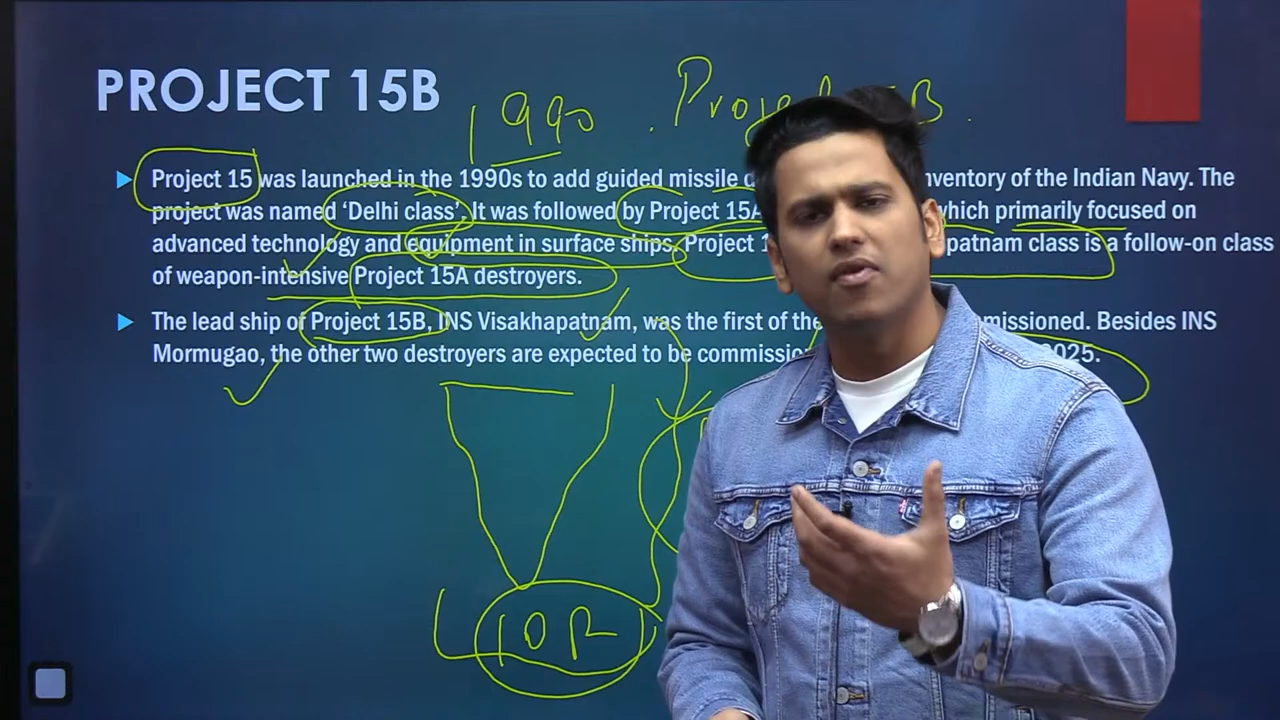 PROJECT 15B
1990 . Project
Project 15 was launched in the 1990s to add guided missile nventory of the Indian Navy. The
project was named ‘Delhi class’. It was followed by Project 15A which primarily focused on
advanced technology and equipment in surface ships. Project class is a follow-on class
of weapon-intensive Project 15A destroyers.
The lead ship of Project 15B, INS Visakhapatnam, was the first of the missioned. Besides INS
Mormugao, the other two destroyers are expected to be 2025.
IOR